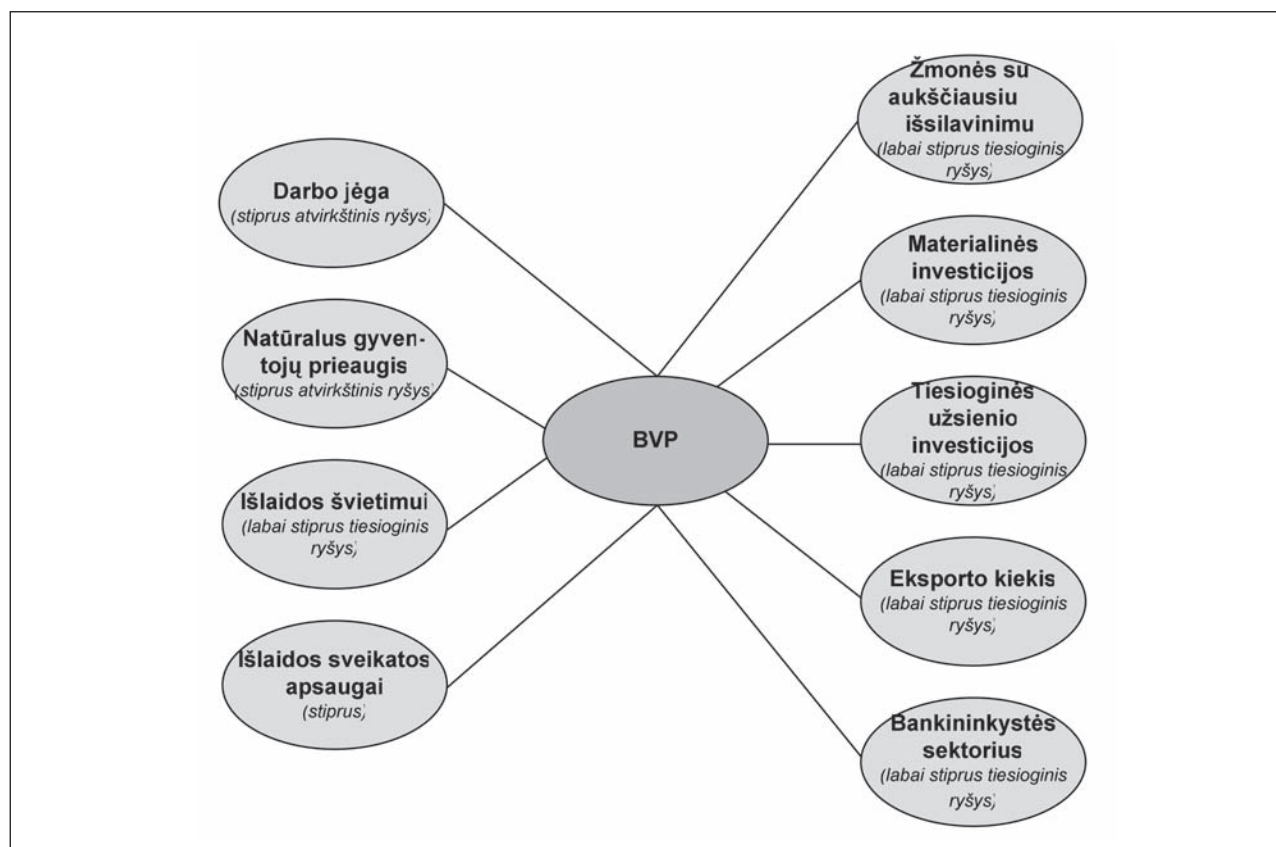 Darbo jėga
(stiprus atvirkštinis ryšys)
Natūralus gyven-
tojų prieaugis
(stiprus atvirkštinis ryšys)
Išlaidos švietimui
(labai stiprus tiesioginis
ryšys)
Išlaidos sveikatos
apsaugai
(stiprus)
BVP
Žmonės su
aukščiausiu
išsilavinimu
(labai stiprus tiesioginis
ryšys)
Materialinės
investicijos
(labai stiprus tiesioginis
ryšys)
Tiesioginės
užsienio
investicijos
(labai stiprus tiesioginis
ryšys)
Eksporto kiekis
(labai stiprus tiesioginis
ryšys)
Bankininkystės
sektorius
(labai stiprus tiesioginis
ryšys)